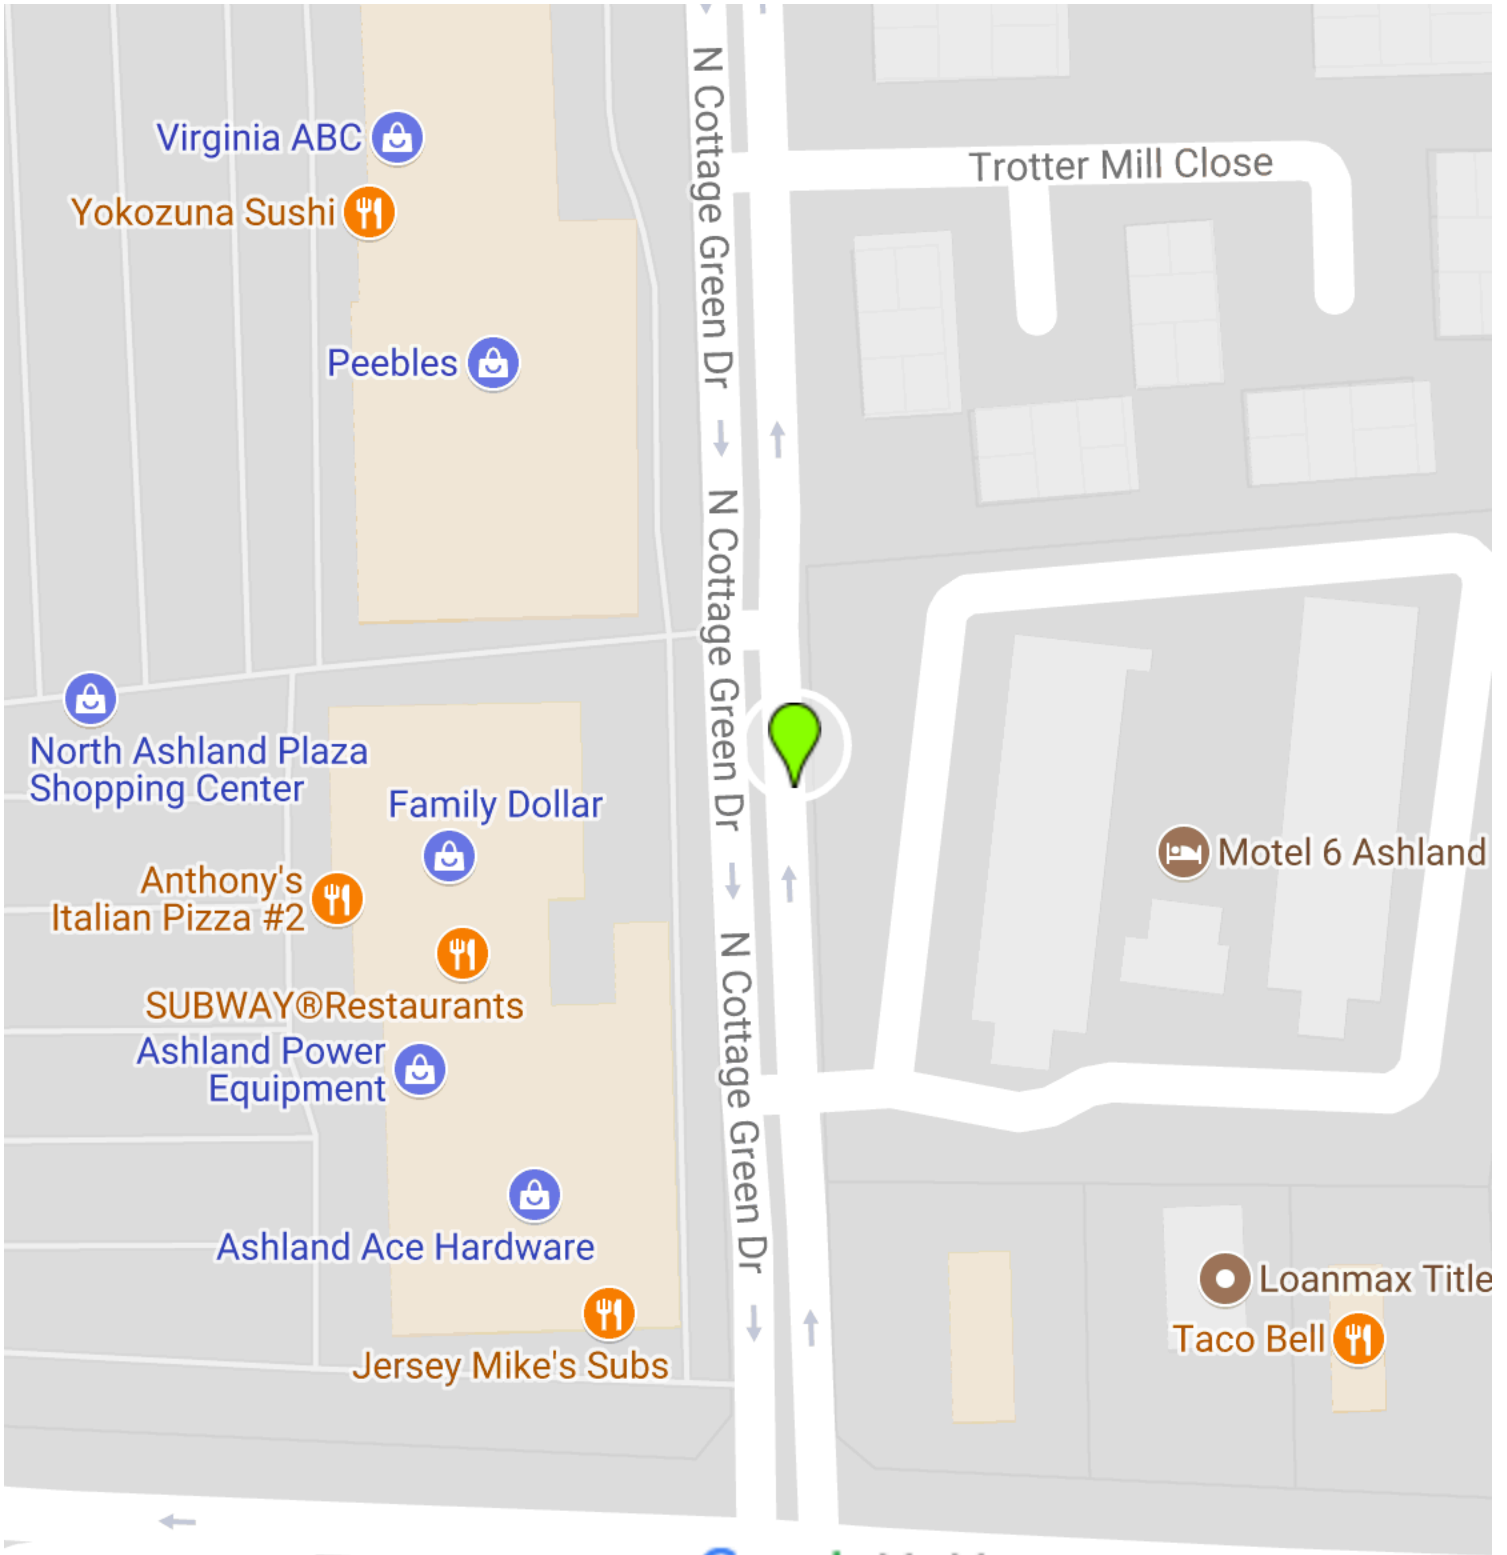 N Cottage Green Dr
Virginia ABC
Trotter Mill Close
Yokozuna Sushi
Peebles
N Cottage Green Dr
North Ashland Plaza
Shopping Center
Family Dollar
Motel 6 Ashland
Anthony's
Italian Pizza #2
SUBWAY®Restaurants
Ashland Power
Equipment
N Cottage Green Dr
Ashland Ace Hardware
Loanmax Title
Taco Bell
Jersey Mike's Subs